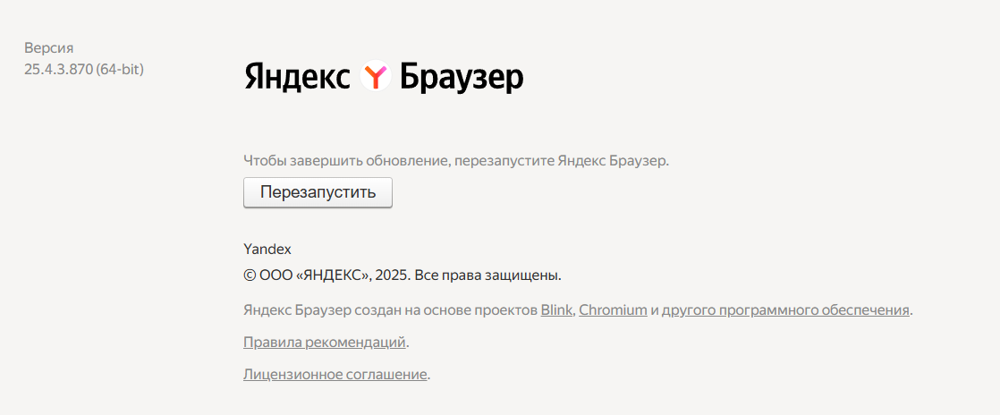 Версия
25.4.3.870 (64-bit)
Яндекс Браузер
Чтобы завершить обновление, перезапустите Яндекс Браузер.
Перезапустить
Yandex
© ООО «ЯНДЕКС», 2025. Все права защищены.
Яндекс Браузер создан на основе проектов Blink, Chromium и другого программного обеспечения.
Правила рекомендаций.
Лицензионное соглашение.